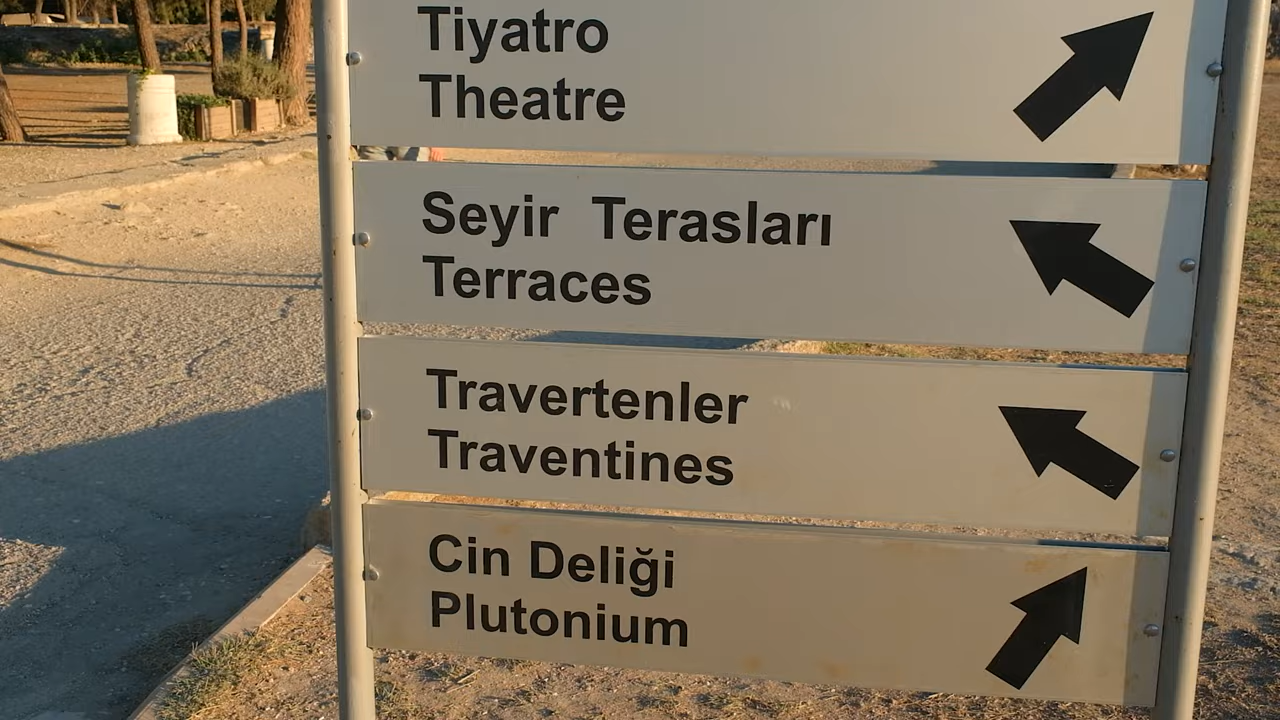 Tiyatro
Theatre
Seyir Terasları
Terraces
Travertenler
Traventines
Cin Deliği
Plutonium